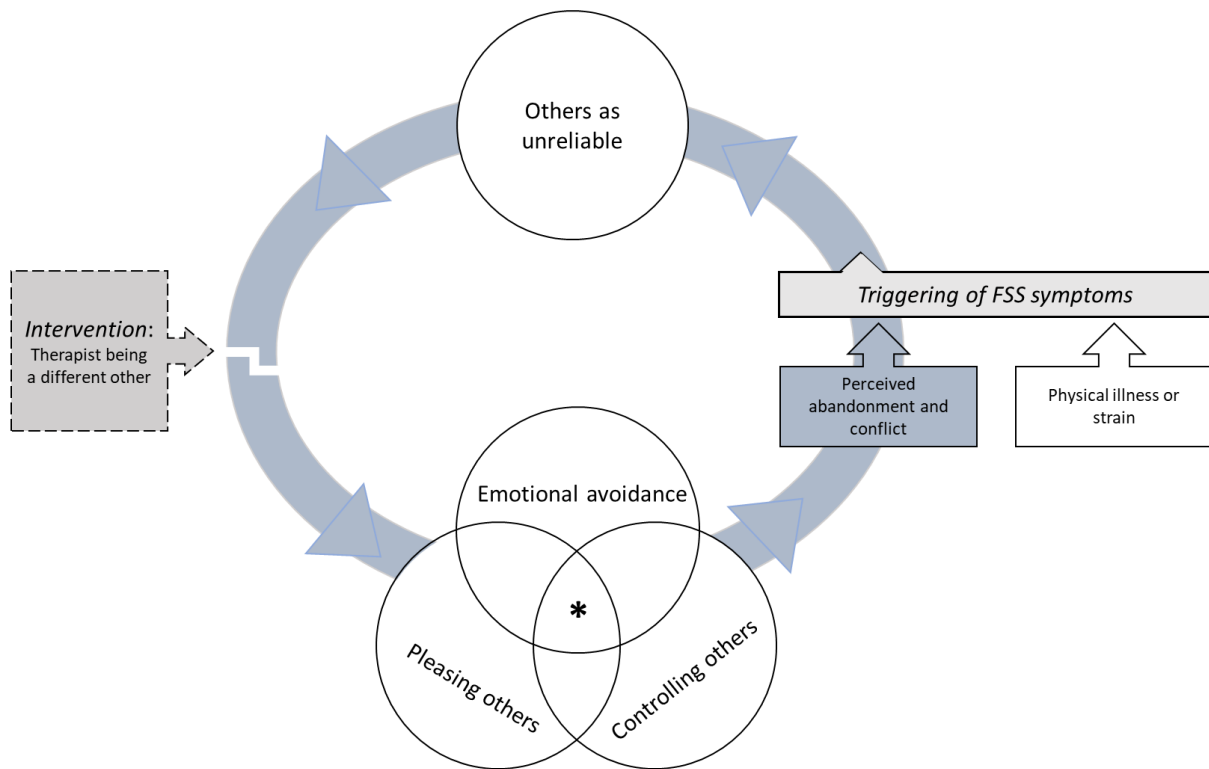 Others as
unreliable
Intervention:
Therapist being
a different other
Triggering of FSS symptoms
Perceived
abandonment and
conflict
Physical illness or
strain
Emotional avoidance
*
Pleasing others
Controlling others